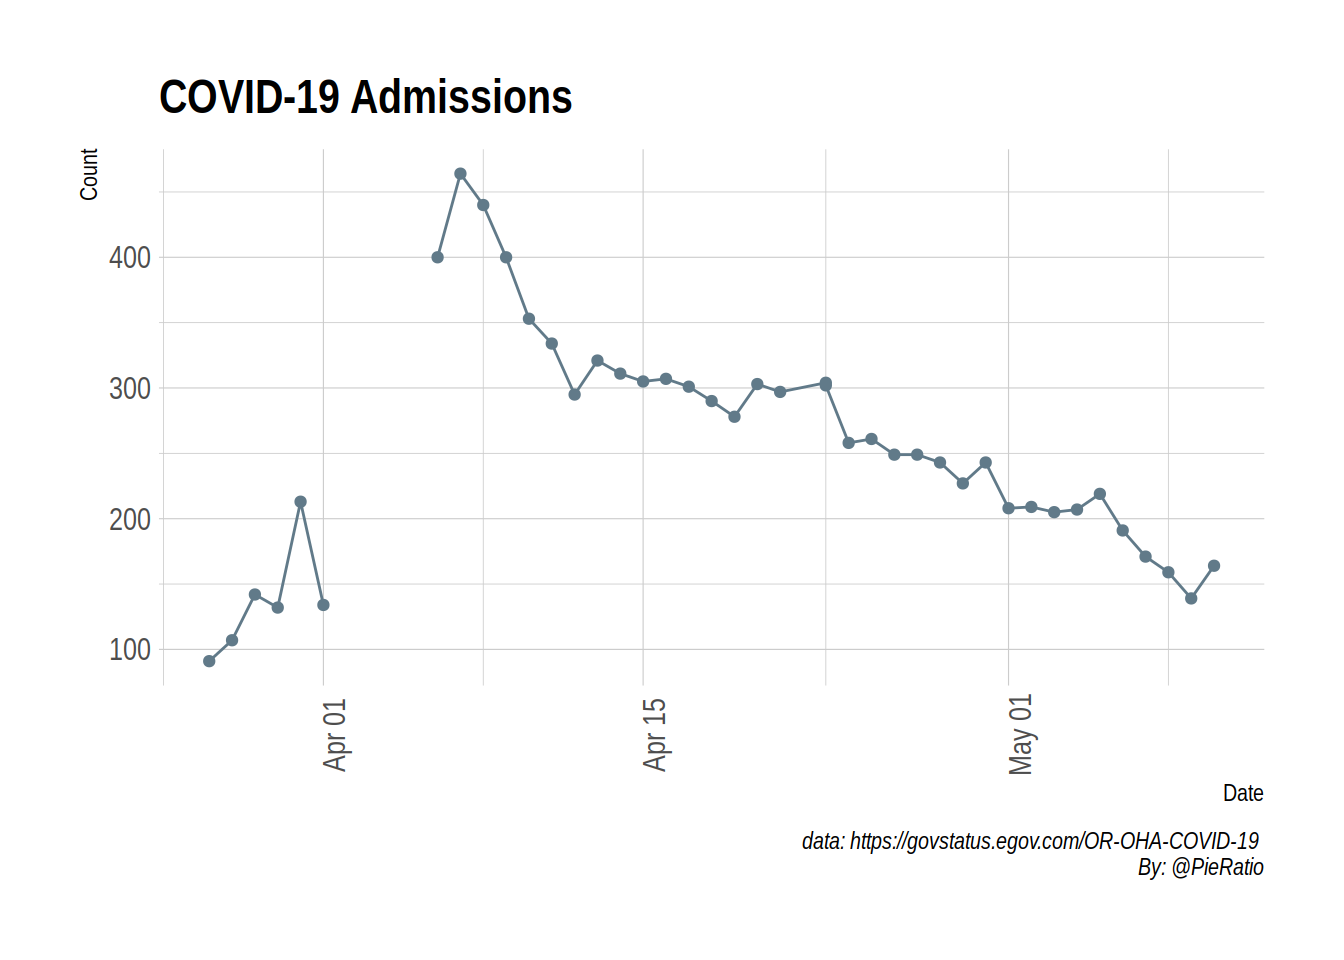 COVID-19 Admissions
Count
400
300
200
100
Apr 01
Apr 15
May 01
Date
data: https://govstatus.egov.com/OR-OHA-COVID-19
By: @PieRatio